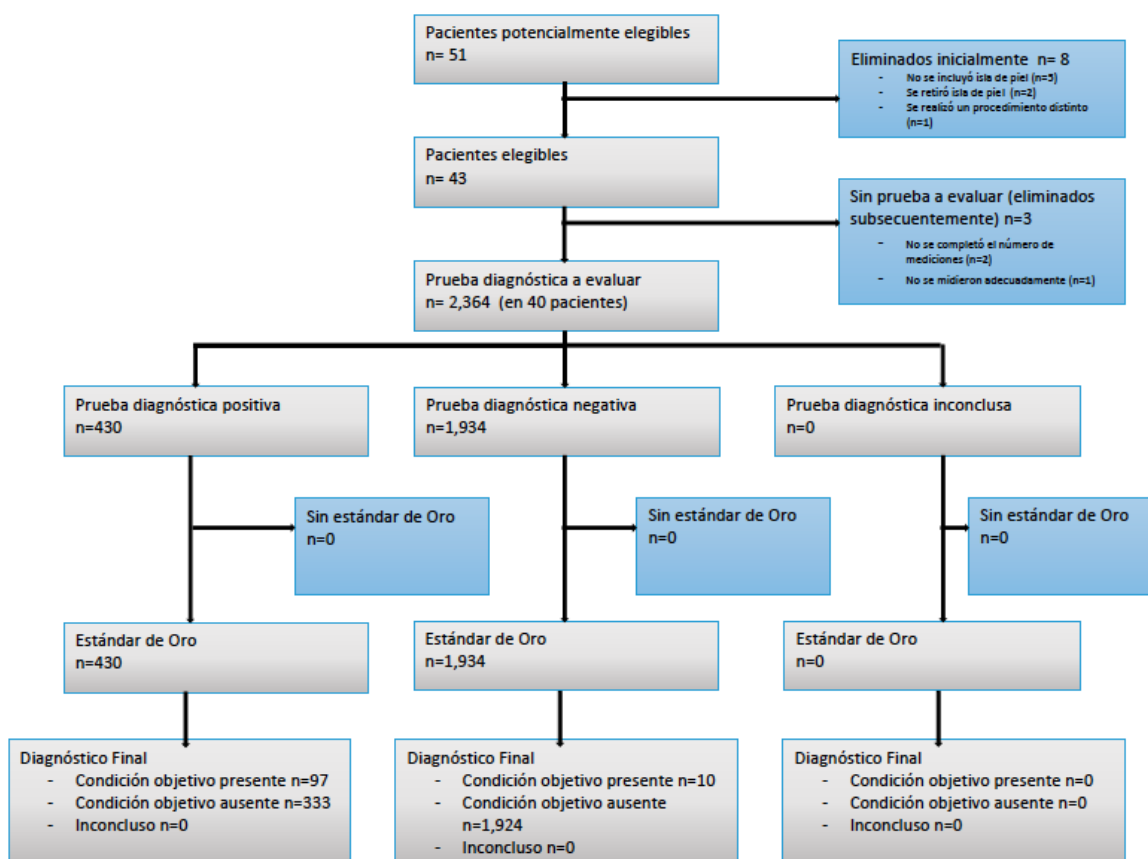 Pacientes potencialmente elegibles
n= 51
Eliminados inicialmente n= 8
- No se incluyó isla de piel (n=5)
- Se retiró isla de piel (n=2)
- Se realizó un procedimiento distinto
(n=1)
Pacientes elegibles
n= 43
Sin prueba a evaluar (eliminados
subsecuentemente) n=3
- No se completó el número de
mediciones (n=2)
- No se midieron adecuadamente (n=1)
Prueba diagnóstica a evaluar
n= 2,364 (en 40 pacientes)
Prueba diagnóstica positiva
n=430
Prueba diagnóstica negativa
n=1,934
Prueba diagnóstica inconclusa
n=0
Sin estándar de Oro
n=0
Sin estándar de Oro
n=0
Sin estándar de Oro
n=0
Estándar de Oro
n=430
Estándar de Oro
n=1,934
Estándar de Oro
n=0
Diagnóstico Final
- Condición objetivo presente n=97
- Condición objetivo ausente n=333
- Inconcluso n=0
Diagnóstico Final
- Condición objetivo presente n=10
- Condición objetivo ausente
n=1,924
- Inconcluso n=0
Diagnóstico Final
- Condición objetivo presente n=0
- Condición objetivo ausente n=0
- Inconcluso n=0